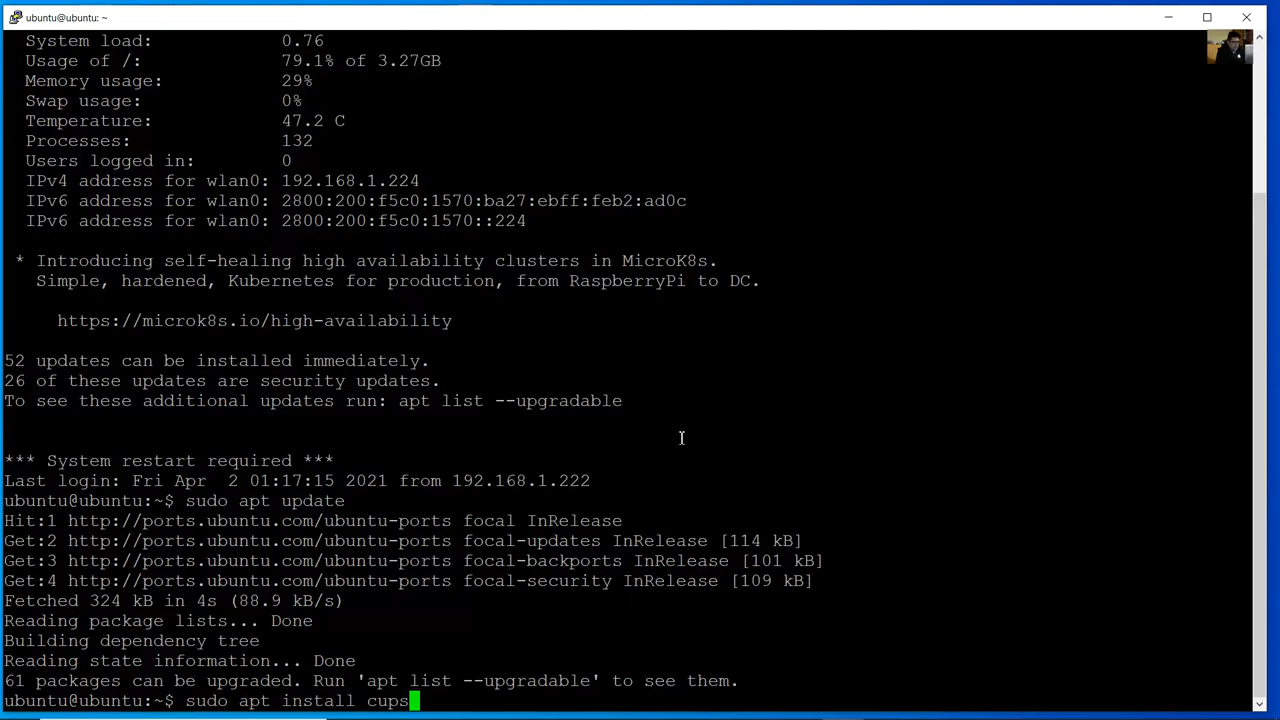 ubuntu@ubuntu: ~
System load: 0.76
Usage of /: 79.1% of 3.27GB
Memory usage: 29%
Swap usage: 0%
Temperature: 47.2 C
Processes: 132
Users logged in: 0
IPv4 address for wlan0: 192.168.1.224
IPv6 address for wlan0: 2800:200:f5c0:1570:ba27:ebff:feb2:ad0c
IPv6 address for wlan0: 2800:200:f5c0:1570::224
* Introducing self-healing high availability clusters in MicroK8s.
Simple, hardened, Kubernetes for production, from RaspberryPi to DC.
https://microk8s.io/high-availability
52 updates can be installed immediately.
26 of these updates are security updates.
To see these additional updates run: apt list --upgradable
*** System restart required ***
Last login: Fri Apr  2 01:17:15 2021 from 192.168.1.222
ubuntu@ubuntu:~$ sudo apt update
Hit:1 http://ports.ubuntu.com/ubuntu-ports focal InRelease
Get:2 http://ports.ubuntu.com/ubuntu-ports focal-updates InRelease [114 kB]
Get:3 http://ports.ubuntu.com/ubuntu-ports focal-backports InRelease [101 kB]
Get:4 http://ports.ubuntu.com/ubuntu-ports focal-security InRelease [109 kB]
Fetched 324 kB in 4s (88.9 kB/s)
Reading package lists... Done
Building dependency tree
Reading state information... Done
61 packages can be upgraded. Run 'apt list --upgradable' to see them.
ubuntu@ubuntu:~$ sudo apt install cups